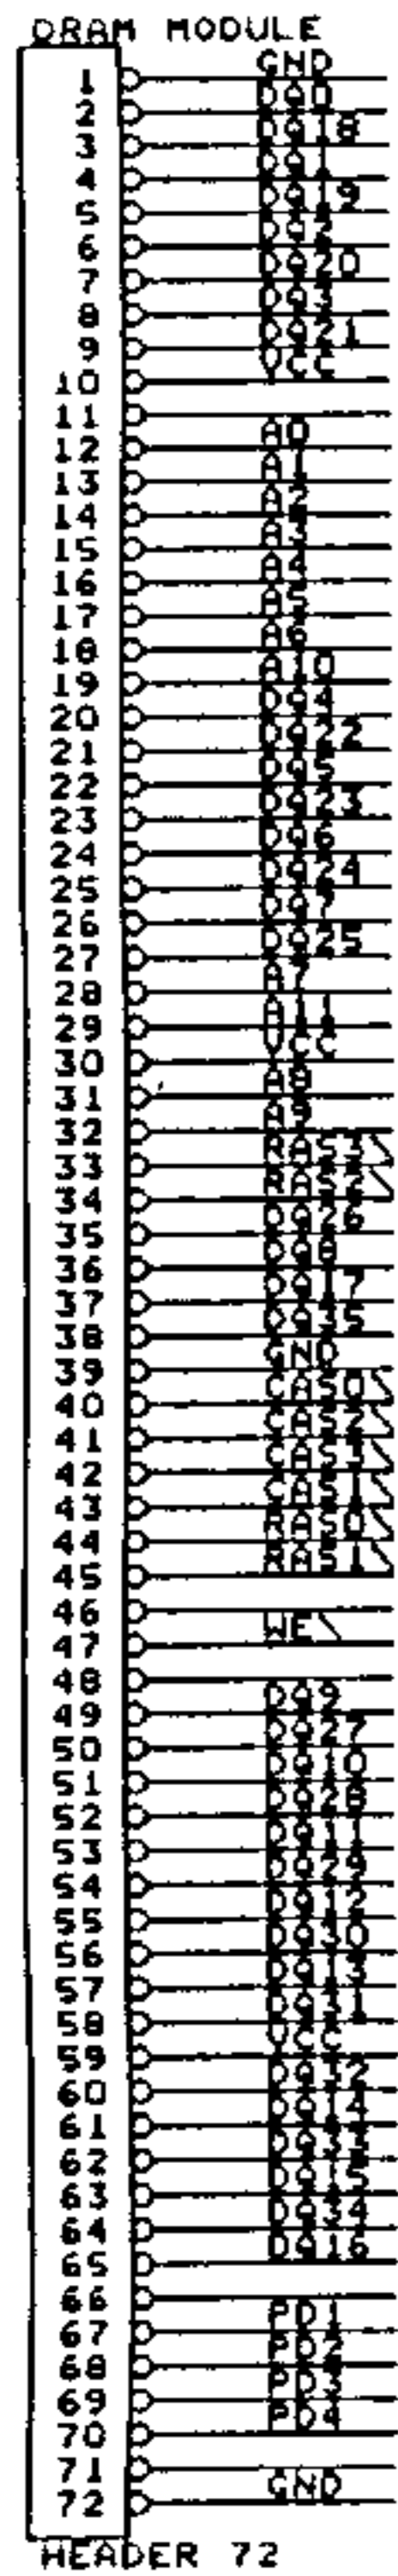 DRAM MODULE
1 GND
2 DQ0
3 DQ18
4 DQ1
5 DQ19
6 DQ2
7 DQ20
8 DQ3
9 DQ21
10 VCC
11
12 A0
13 A1
14 A2
15 A3
16 A4
17 A5
18 A6
19 A10
20 DQ4
21 DQ22
22 DQ5
23 DQ23
24 DQ6
25 DQ24
26 DQ7
27 DQ25
28 A7
29 A11
30 VCC
31 A8
32 A9
33 RAS3\
34 RAS2\
35 DQ26
36 DQ8
37 DQ17
38 DQ35
39 GND
40 CAS0\
41 CAS2\
42 CAS3\
43 CAS1\
44 RAS0\
45 RAS1\
46
47 WE\
48
49 DQ9
50 DQ27
51 DQ10
52 DQ28
53 DQ11
54 DQ29
55 DQ12
56 DQ30
57 DQ13
58 DQ31
59 VCC
60 DQ32
61 DQ14
62 DQ33
63 DQ15
64 DQ34
65 DQ16
66
67 PD1
68 PD2
69 PD3
70 PD4
71
72 GND
HEADER 72